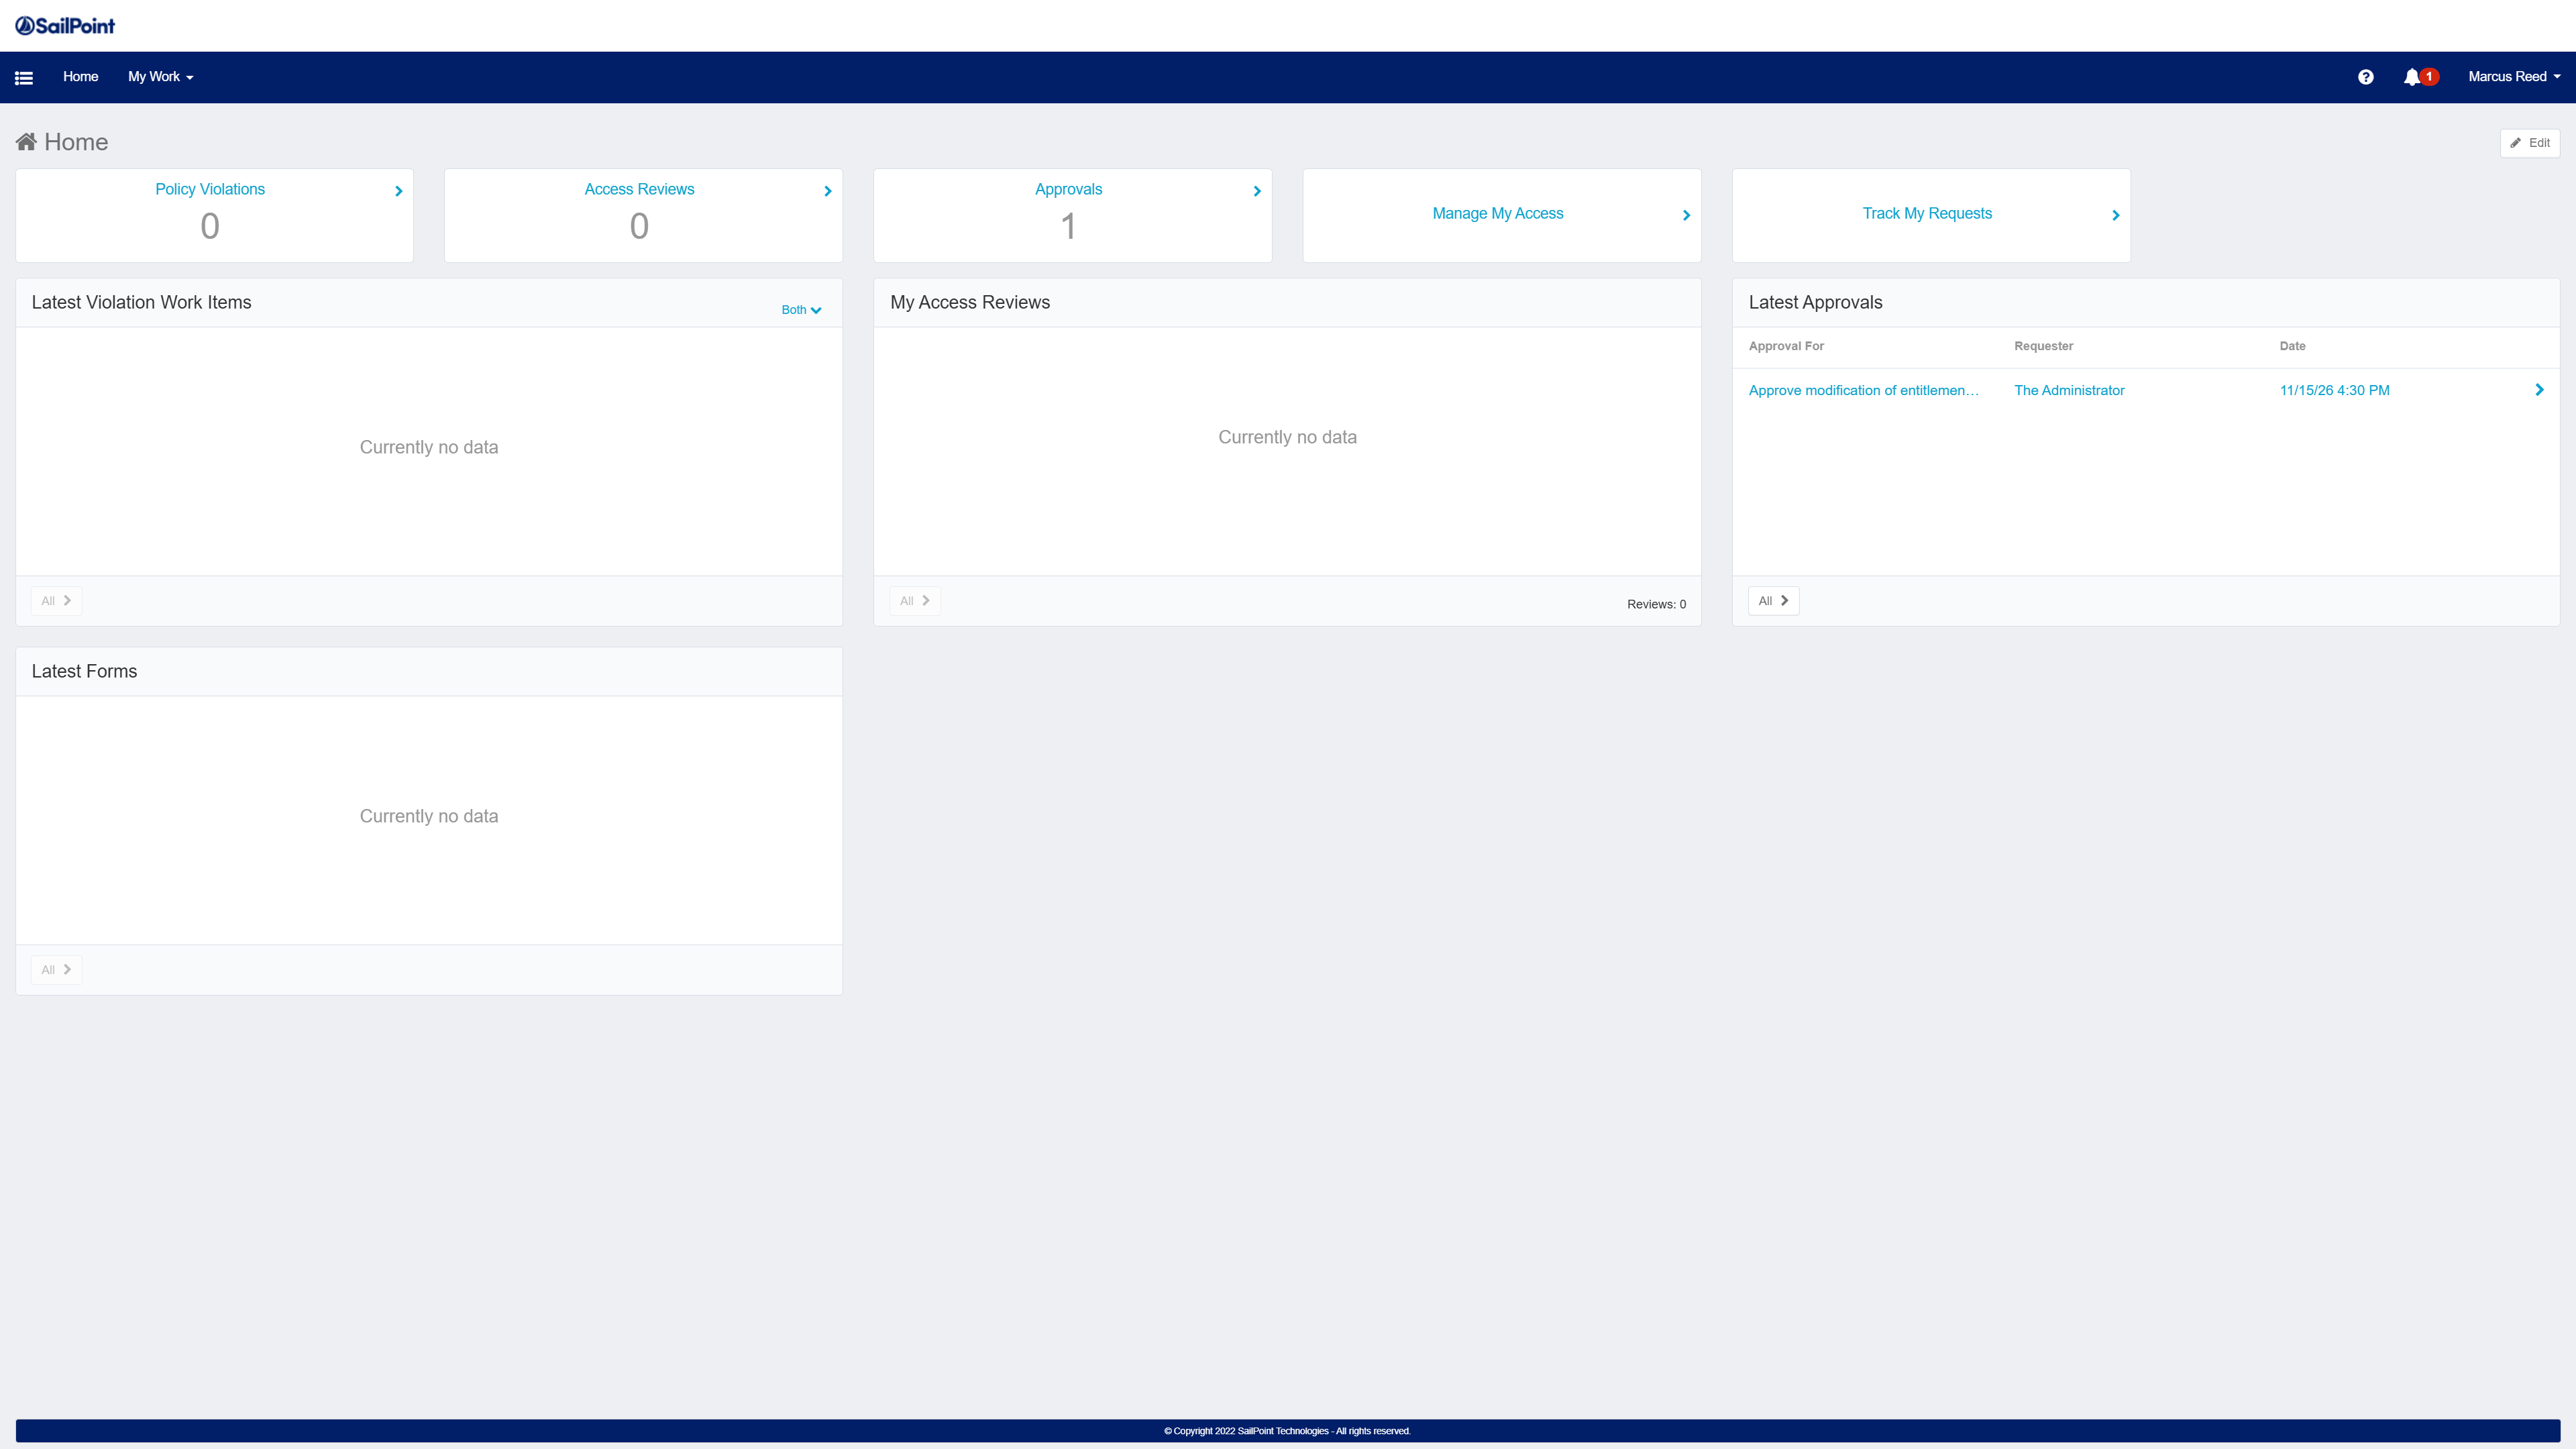 SailPoint
Home
My Work
1
Marcus Reed
Home
Edit
Policy Violations
0
Access Reviews
0
Approvals
1
Manage My Access
Track My Requests
Latest Violation Work Items
Both
Currently no data
All
My Access Reviews
Currently no data
All
Reviews: 0
Latest Approvals
Approval For Requester Date
Approve modification of entitlemen… The Administrator 11/15/26 4:30 PM
All
Latest Forms
Currently no data
All
© Copyright 2022 SailPoint Technologies - All rights reserved.